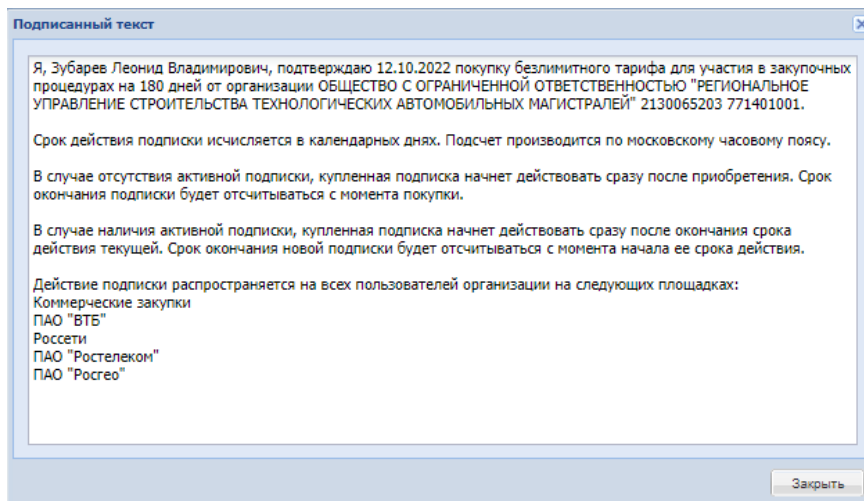 Подписанный текст
Я, Зубарев Леонид Владимирович, подтверждаю 12.10.2022 покупку безлимитного тарифа для участия в закупочных
процедурах на 180 дней от организации ОБЩЕСТВО С ОГРАНИЧЕННОЙ ОТВЕТСТВЕННОСТЬЮ "РЕГИОНАЛЬНОЕ
УПРАВЛЕНИЕ СТРОИТЕЛЬСТВА ТЕХНОЛОГИЧЕСКИХ АВТОМОБИЛЬНЫХ МАГИСТРАЛЕЙ" 2130065203 771401001.
Срок действия подписки исчисляется в календарных днях. Подсчет производится по московскому часовому поясу.
В случае отсутствия активной подписки, купленная подписка начнет действовать сразу после приобретения. Срок
окончания подписки будет отсчитываться с момента покупки.
В случае наличия активной подписки, купленная подписка начнет действовать сразу после окончания срока
действия текущей. Срок окончания новой подписки будет отсчитываться с момента начала ее срока действия.
Действие подписки распространяется на всех пользователей организации на следующих площадках:
Коммерческие закупки
ПАО "ВТБ"
Россети
ПАО "Ростелеком"
ПАО "Росгео"
Закрыть